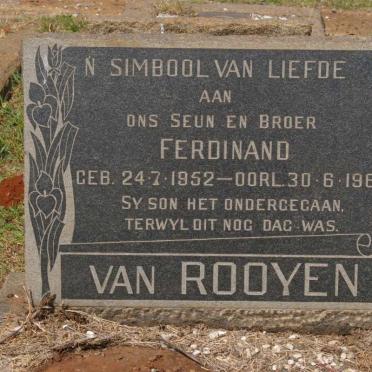 'N SIMBOOL VAN LIEFDE
AAN
ONS SEUN EN BROER
FERDINAND
GEB. 24·7·1952—OORL. 30·6·196
SY SON HET ONDERGEGAAN,
TERWYL DIT NOG DAG WAS.
VAN ROOYEN